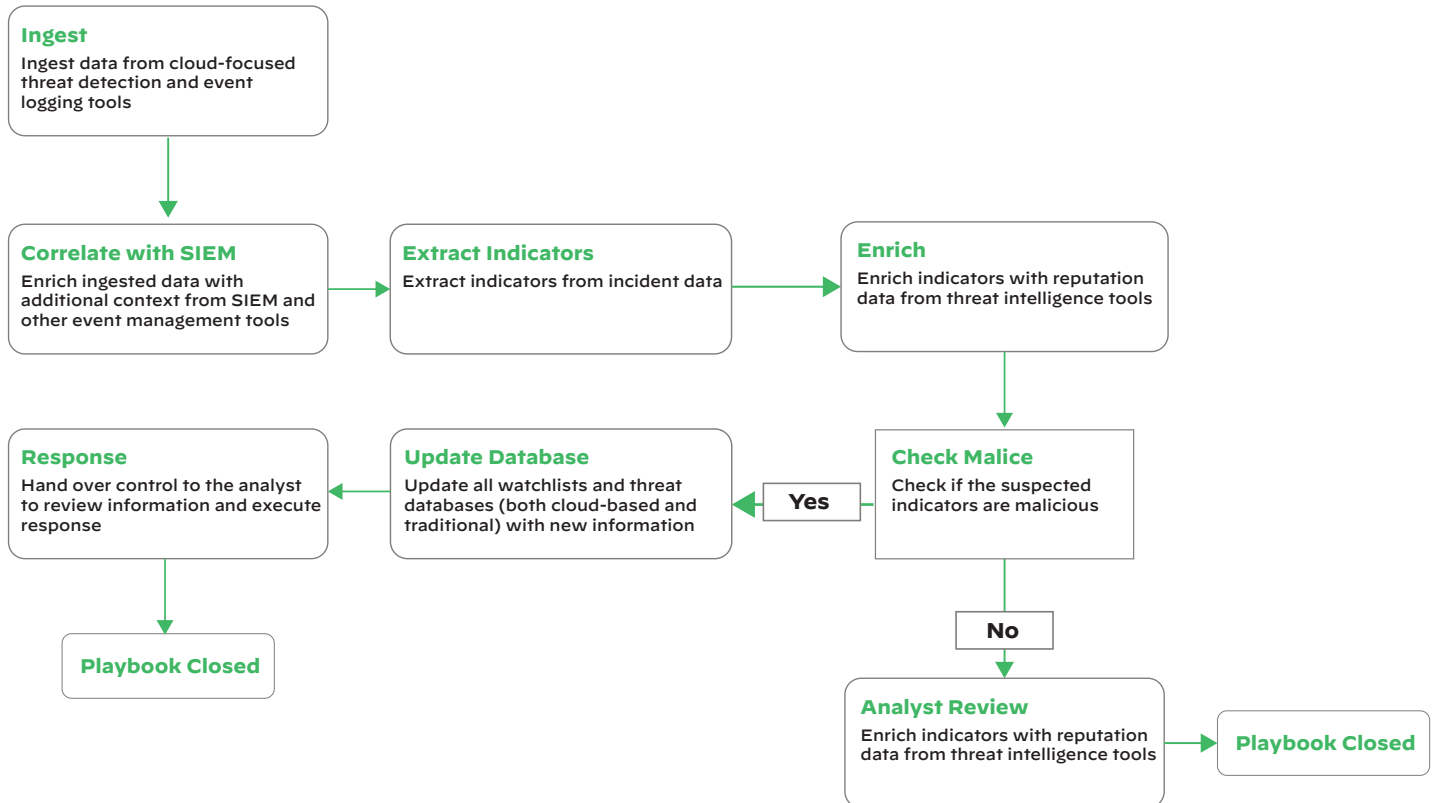 Ingest
Ingest data from cloud-focused
threat detection and event
logging tools
Correlate with SIEM
Enrich ingested data with
additional context from SIEM and
other event management tools
Extract Indicators
Extract indicators from incident data
Enrich
Enrich indicators with reputation
data from threat intelligence tools
Response
Hand over control to the analyst
to review information and execute
response
Update Database
Update all watchlists and threat
databases (both cloud-based and
traditional) with new information
Yes
Check Malice
Check if the suspected
indicators are malicious
No
Playbook Closed
Analyst Review
Enrich indicators with reputation
data from threat intelligence tools
Playbook Closed